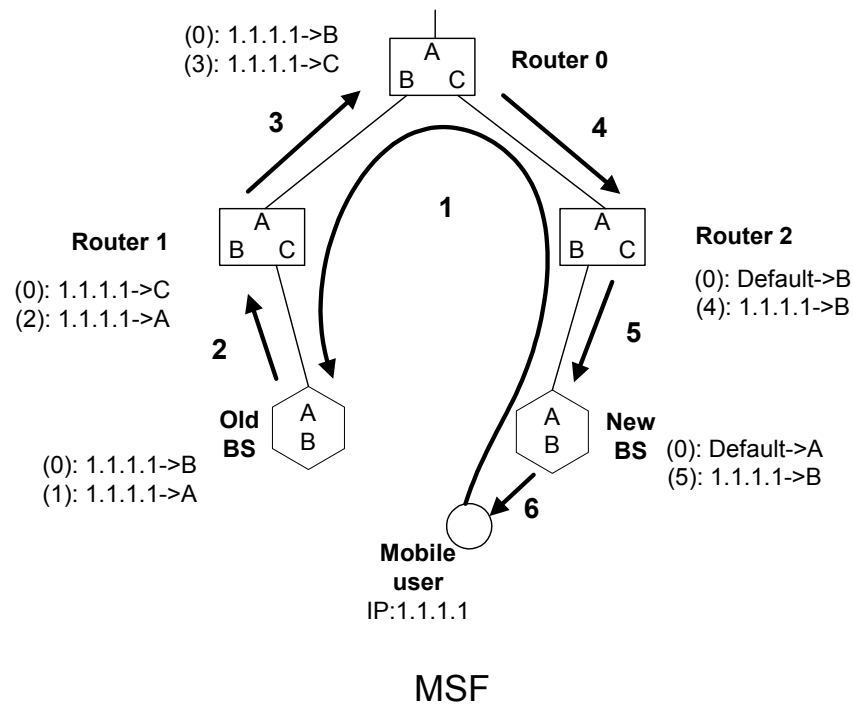 (0): 1.1.1.1->B
(3): 1.1.1.1->C
A
B C
Router 0
3
4
1
Router 1
A
B C
(0): 1.1.1.1->C
(2): 1.1.1.1->A
A
B C
Router 2
(0): Default->B
(4): 1.1.1.1->B
2
5
Old
BS
A
B
(0): 1.1.1.1->B
(1): 1.1.1.1->A
A
B
New
BS
(0): Default->A
(5): 1.1.1.1->B
6
Mobile
user
IP:1.1.1.1
MSF